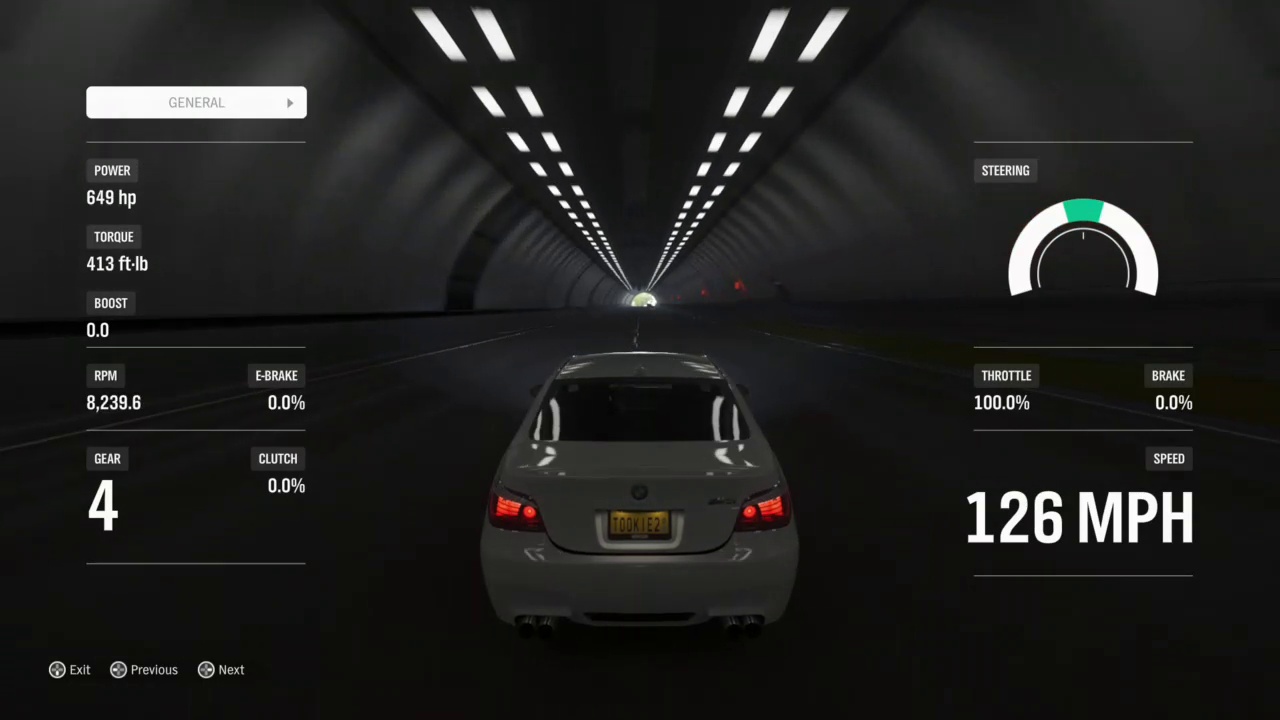 GENERAL
POWER
649 hp
TORQUE
413 ft·lb
BOOST
0.0
RPM
8,239.6
E-BRAKE
0.0%
GEAR
4
CLUTCH
0.0%
STEERING
THROTTLE
100.0%
BRAKE
0.0%
SPEED
126 MPH
TOOKIE2
Exit
Previous
Next